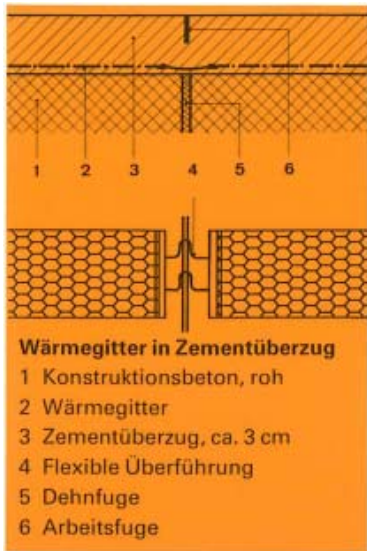 1 2 3 4 5 6
Wärmegitter in Zementüberzug
1 Konstruktionsbeton, roh
2 Wärmegitter
3 Zementüberzug, ca. 3 cm
4 Flexible Überführung
5 Dehnfuge
6 Arbeitsfuge